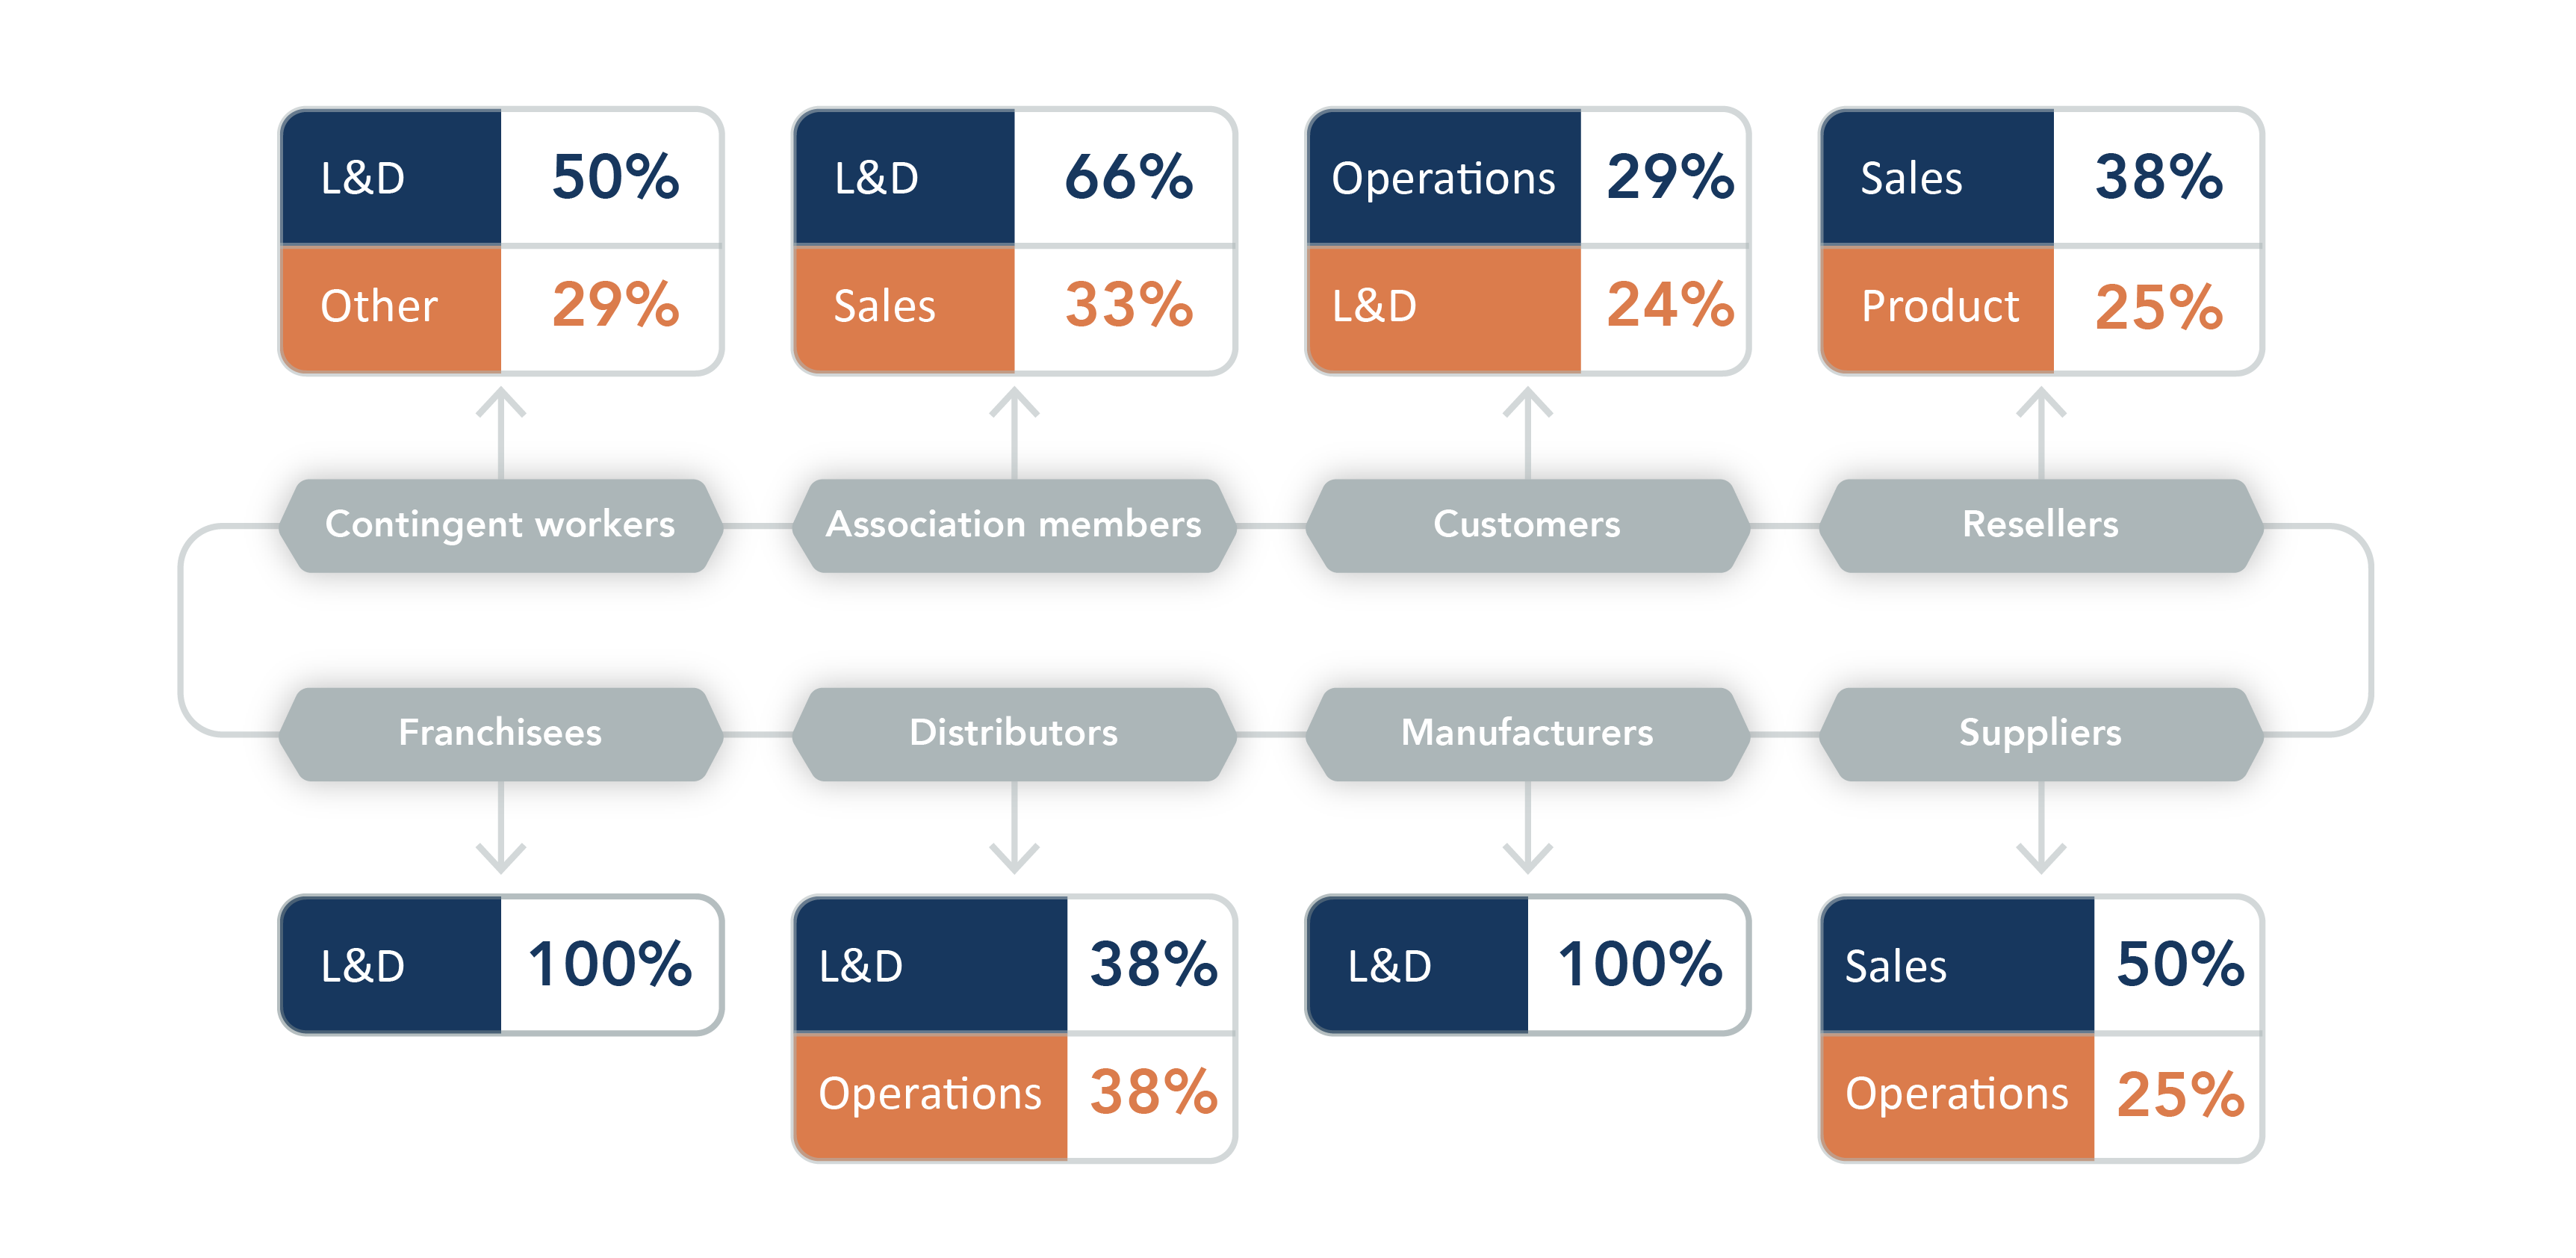 L&D 50%
Other 29%
L&D 66%
Sales 33%
Operations 29%
L&D 24%
Sales 38%
Product 25%
Contingent workers
Association members
Customers
Resellers
Franchisees
Distributors
Manufacturers
Suppliers
L&D 100%
L&D 38%
Operations 38%
L&D 100%
Sales 50%
Operations 25%